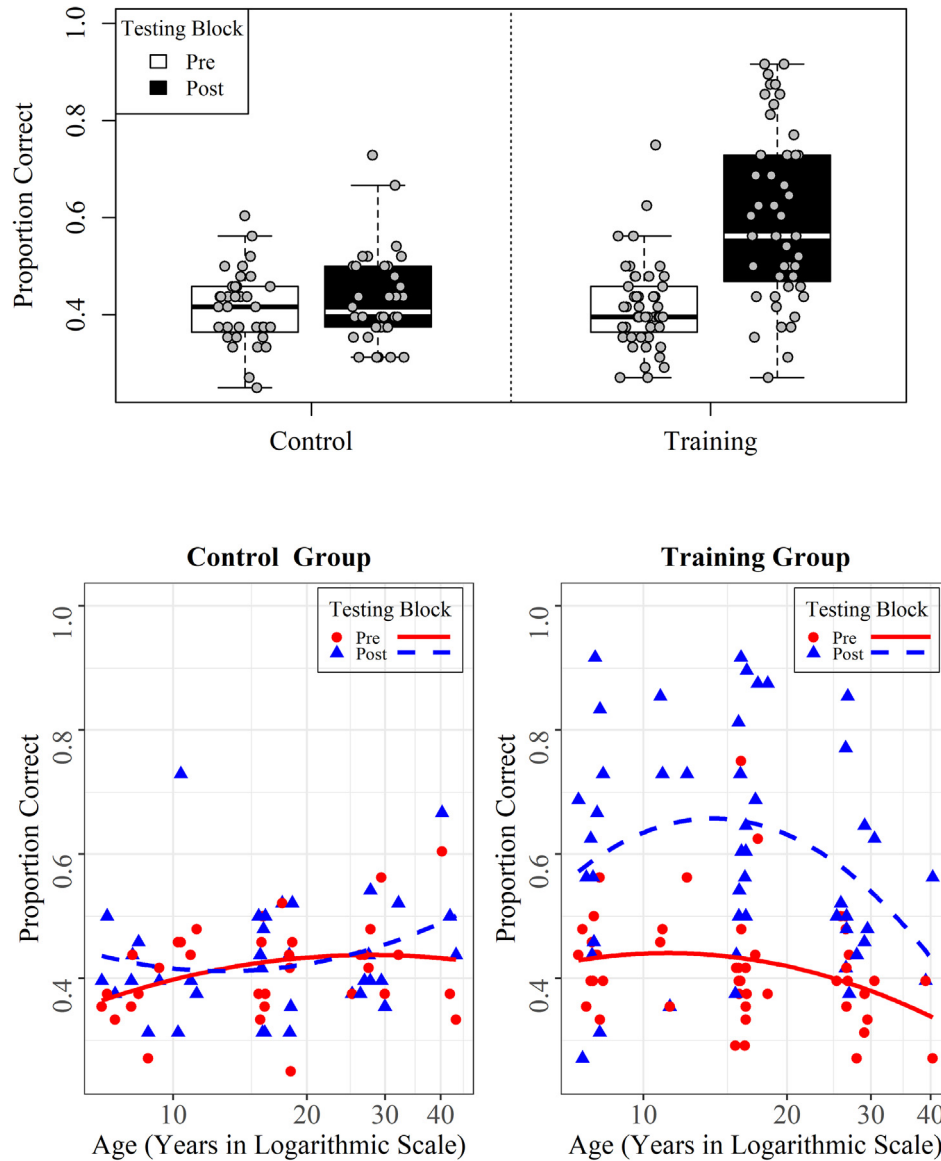 Testing Block
Pre
Post
Proportion Correct
1.0
0.8
0.6
0.4
Control
Training
Control Group
Training Group
Testing Block
Pre
Post
Testing Block
Pre
Post
Proportion Correct
1.0
0.8
0.6
0.4
Proportion Correct
1.0
0.8
0.6
0.4
10
20
30
40
10
20
30
40
Age (Years in Logarithmic Scale)
Age (Years in Logarithmic Scale)